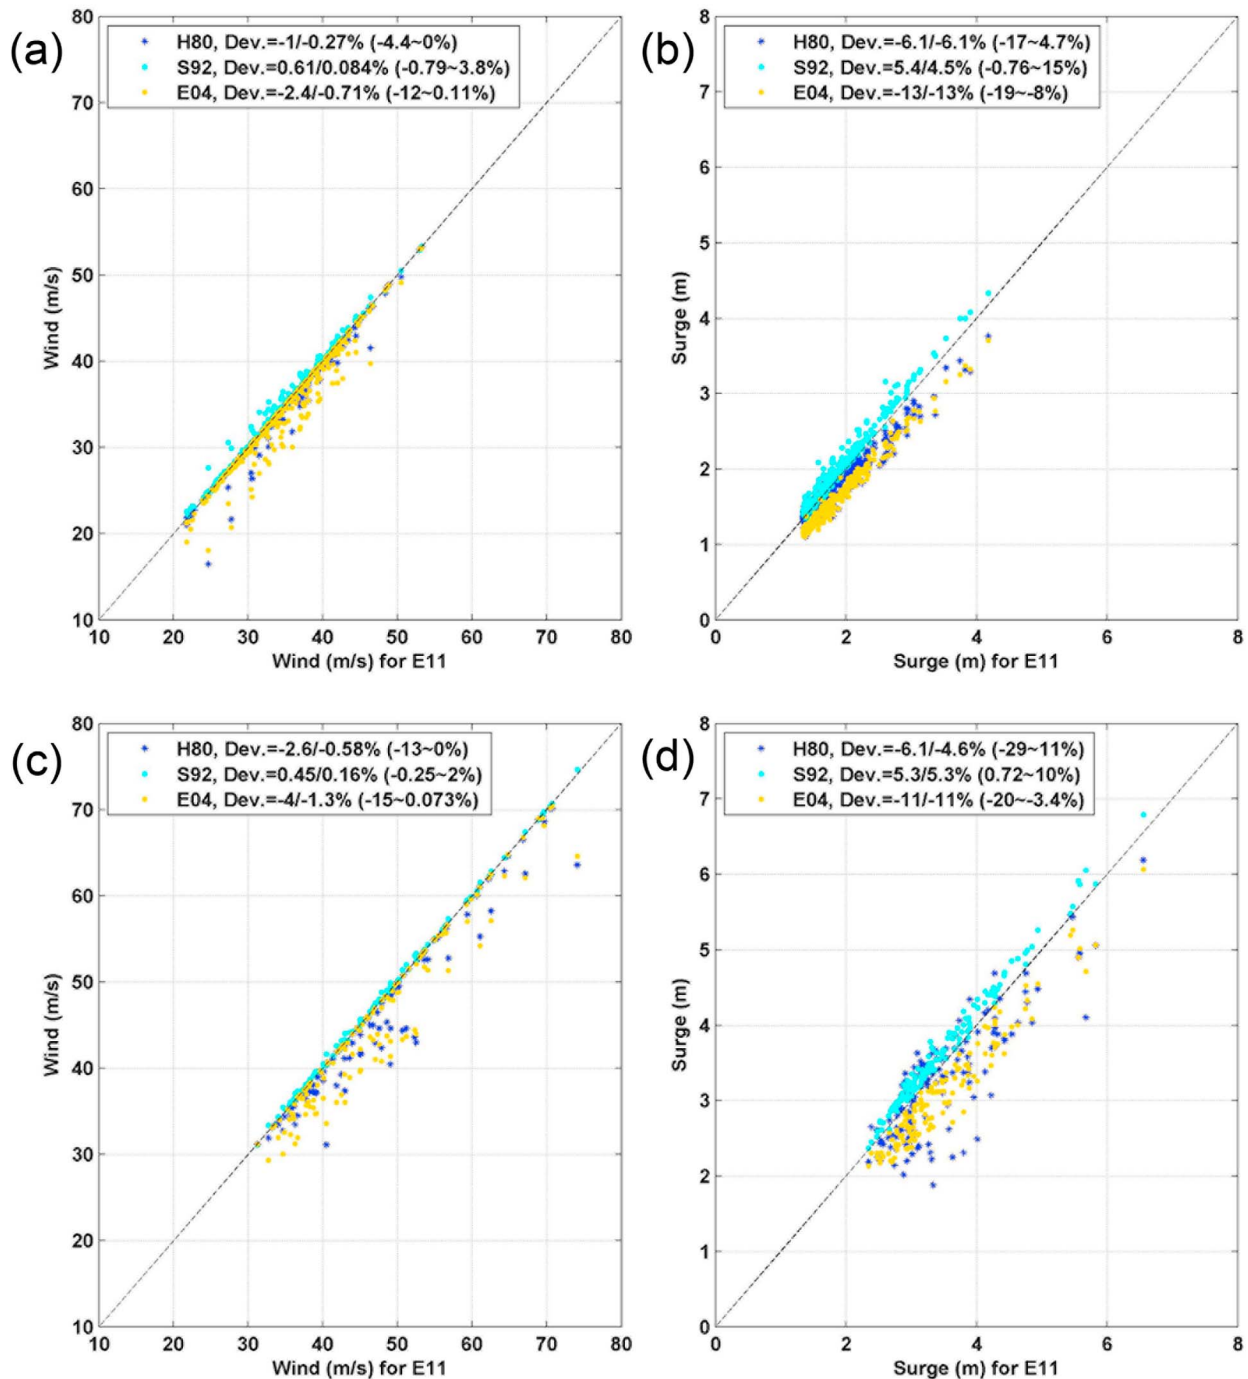 (a)
H80, Dev.=-1/-0.27% (-4.4~0%)
S92, Dev.=0.61/0.084% (-0.79~3.8%)
E04, Dev.=-2.4/-0.71% (-12~0.11%)
80
70
60
50
40
30
20
10
Wind (m/s)
10 20 30 40 50 60 70 80
Wind (m/s) for E11
(b)
H80, Dev.=-6.1/-6.1% (-17~4.7%)
S92, Dev.=5.4/4.5% (-0.76~15%)
E04, Dev.=-13/-13% (-19~-8%)
8
7
6
5
4
3
2
1
0
Surge (m)
0 2 4 6 8
Surge (m) for E11
(c)
H80, Dev.=-2.6/-0.58% (-13~0%)
S92, Dev.=0.45/0.16% (-0.25~2%)
E04, Dev.=-4/-1.3% (-15~0.073%)
80
70
60
50
40
30
20
10
Wind (m/s)
10 20 30 40 50 60 70 80
Wind (m/s) for E11
(d)
H80, Dev.=-6.1/-4.6% (-29~11%)
S92, Dev.=5.3/5.3% (0.72~10%)
E04, Dev.=-11/-11% (-20~-3.4%)
8
7
6
5
4
3
2
1
0
Surge (m)
0 2 4 6 8
Surge (m) for E11